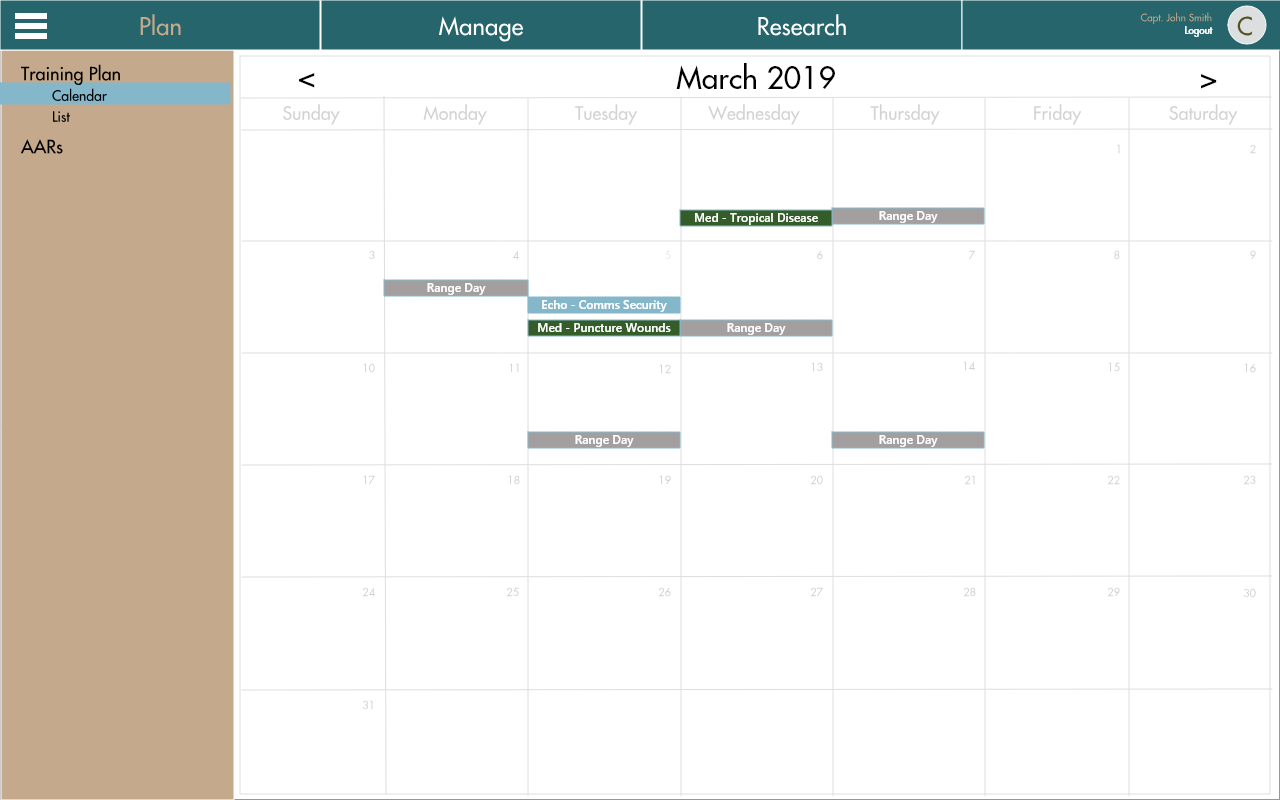 Plan
Manage
Research
Capt. John Smith
Logout
C
Training Plan
Calendar
List
AARs
< March 2019 >
Sunday Monday Tuesday Wednesday Thursday Friday Saturday
1 2
Med - Tropical Disease Range Day
3 4 5 6 7 8 9
Range Day
Echo - Comms Security
Med - Puncture Wounds Range Day
10 11 12 13 14 15 16
Range Day Range Day
17 18 19 20 21 22 23
24 25 26 27 28 29 30
31